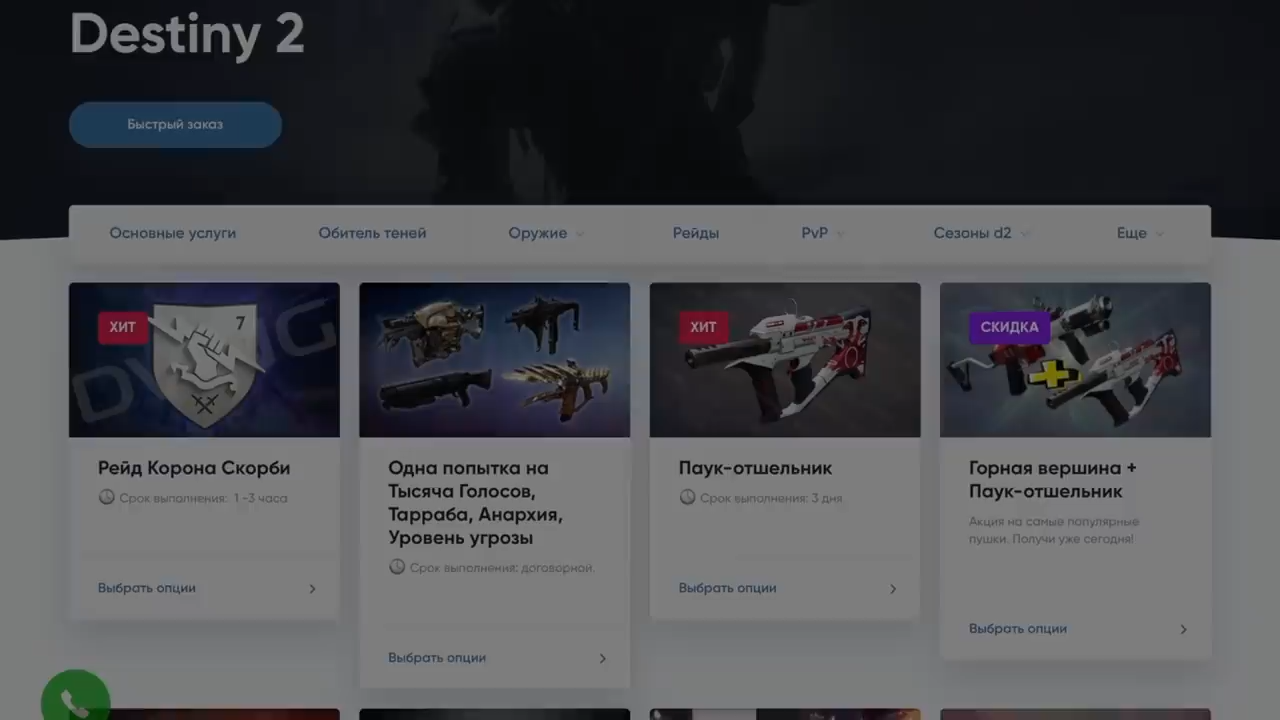 Destiny 2
Быстрый заказ
Основные услуги
Обитель теней
Оружие
Рейды
PvP
Сезоны d2
Еще
ХИТ
7
DVNG
ХИТ
СКИДКА
Рейд Корона Скорби
Срок выполнения: 1 -3 часа
Выбрать опции
Одна попытка на
Тысяча Голосов,
Тарраба, Анархия,
Уровень угрозы
Срок выполнения: договорной.
Выбрать опции
Паук-отшельник
Срок выполнения: 3 дня
Выбрать опции
Горная вершина +
Паук-отшельник
Акция на самые популярные
пушки. Получи уже сегодня!
Выбрать опции